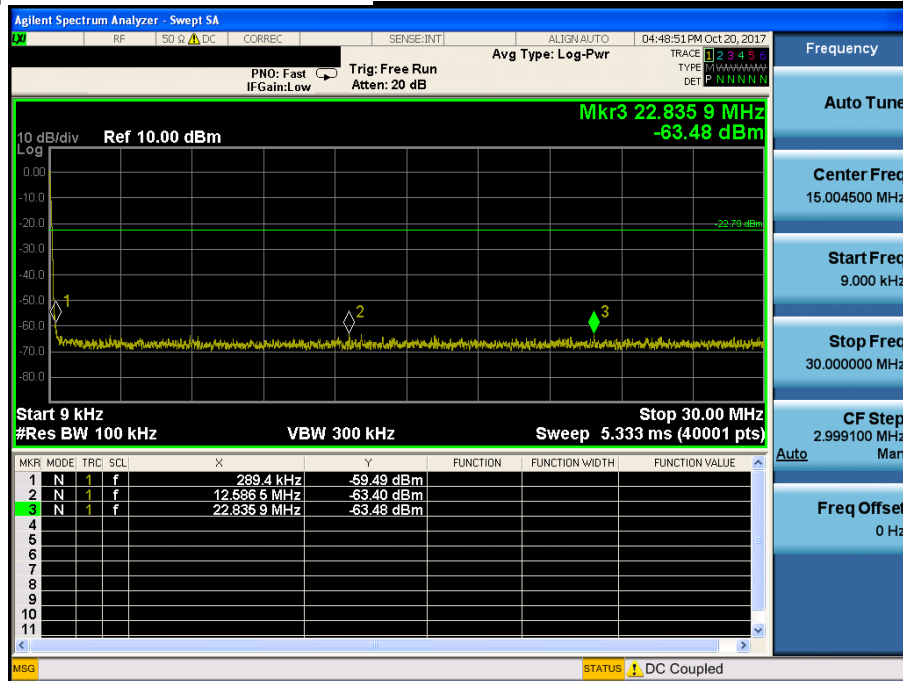 Agilent Spectrum Analyzer - Swept SA
LXI RF 50 Ω DC CORREC SENSE:INT ALIGN AUTO 04:48:51 PM Oct 20, 2017
Frequency
Avg Type: Log-Pwr
TRACE 1 2 3 4 5 6
PNO: Fast Trig: Free Run TYPE M W W W W W
IFGain:Low Atten: 20 dB DET P N N N N N
Mkr3 22.835 9 MHz
-63.48 dBm
10 dB/div Ref 10.00 dBm
Log
0.00
-10.0
-20.0
-22.79 dBm
-30.0
-40.0
-50.0
-60.0
-70.0
-80.0
1
2
3
Start 9 kHz Stop 30.00 MHz
#Res BW 100 kHz VBW 300 kHz Sweep 5.333 ms (40001 pts)
MKR MODE TRC SCL X Y FUNCTION FUNCTION WIDTH FUNCTION VALUE
1 N 1 f 289.4 kHz -59.49 dBm
2 N 1 f 12.586 5 MHz -63.40 dBm
3 N 1 f 22.835 9 MHz -63.48 dBm
4
5
6
7
8
9
10
11
MSG STATUS DC Coupled
Auto Tune
Center Freq
15.004500 MHz
Start Freq
9.000 kHz
Stop Freq
30.000000 MHz
CF Step
2.999100 MHz
Auto Man
Freq Offset
0 Hz